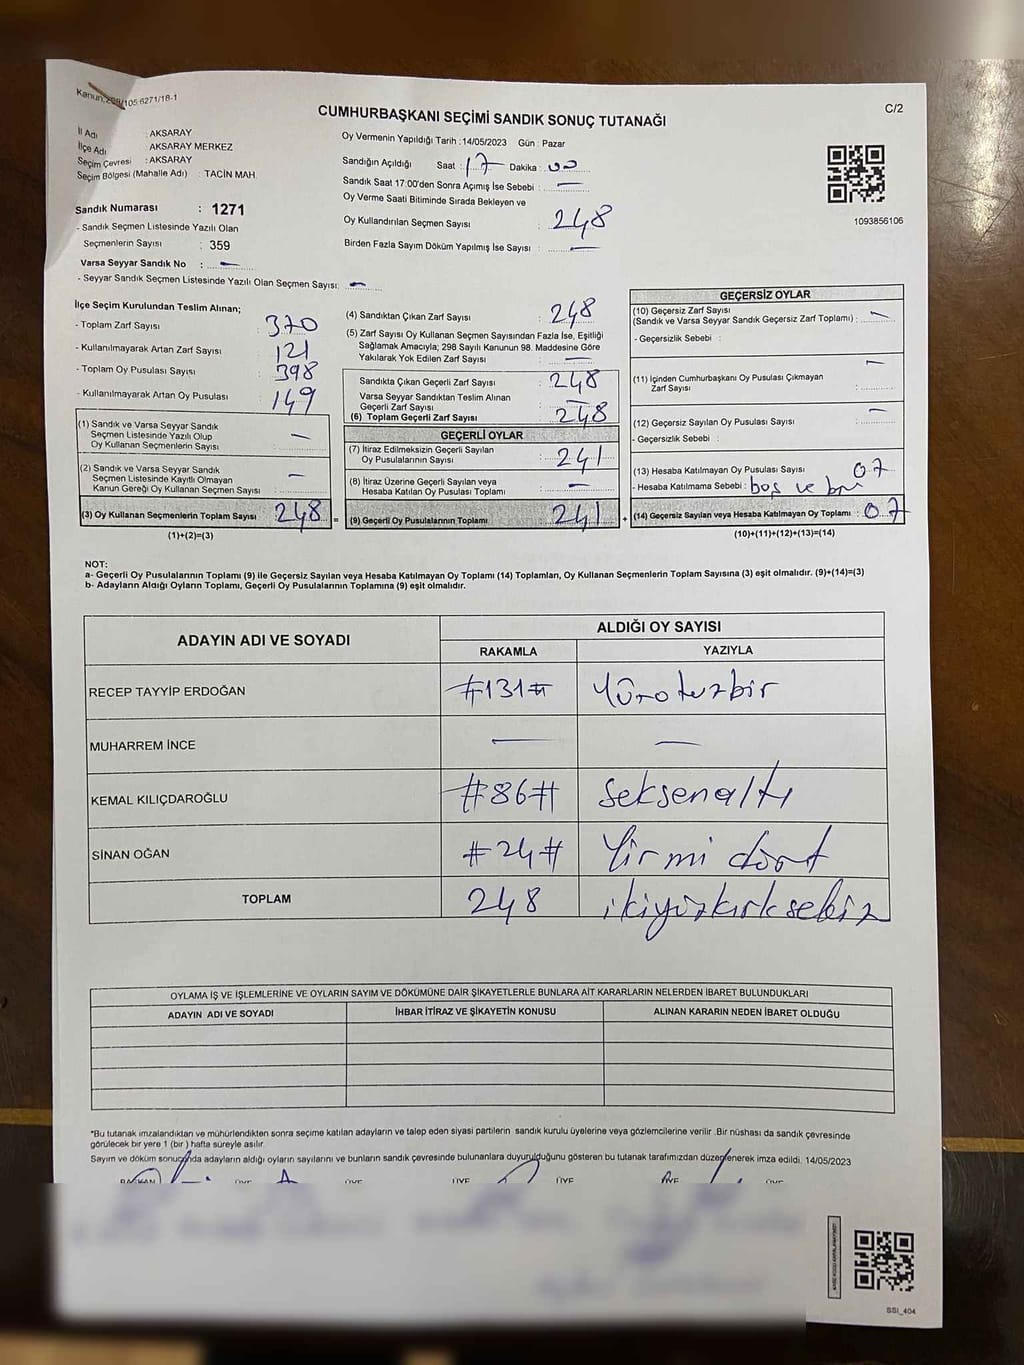 Kanun:298/105:6271/18-1
C/2
CUMHURBAŞKANI SEÇİMİ SANDIK SONUÇ TUTANAĞI
İl Adı : AKSARAY
İlçe Adı : AKSARAY MERKEZ
Seçim Çevresi : AKSARAY
Seçim Bölgesi (Mahalle Adı) : TACİN MAH.
Oy Vermenin Yapıldığı Tarih :14/05/2023 Gün : Pazar
Sandığın Açıldığı Saat : 17 Dakika : 00
Sandık Saat 17:00'den Sonra Açımış İse Sebebi : —
Oy Verme Saati Bitiminde Sırada Bekleyen ve
Oy Kullandırılan Seçmen Sayısı : 248
Birden Fazla Sayım Döküm Yapılmış İse Sayısı : —
1093856106
Sandık Numarası : 1271
- Sandık Seçmen Listesinde Yazılı Olan
Seçmenlerin Sayısı : 359
Varsa Seyyar Sandık No : —
- Seyyar Sandık Seçmen Listesinde Yazılı Olan Seçmen Sayısı: —
İlçe Seçim Kurulundan Teslim Alınan;
- Toplam Zarf Sayısı : 370
- Kullanılmayarak Artan Zarf Sayısı : 121
- Toplam Oy Pusulası Sayısı : 398
- Kullanılmayarak Artan Oy Pusulası : 149
(1) Sandık ve Varsa Seyyar Sandık
Seçmen Listesinde Yazılı Olup
Oy Kullanan Seçmenlerin Sayısı : —
(2) Sandık ve Varsa Seyyar Sandık
Seçmen Listesinde Kayıtlı Olmayan
Kanun Gereği Oy Kullanan Seçmen Sayısı : —
(3) Oy Kullanan Seçmenlerin Toplam Sayısı : 248
(1)+(2)=(3)
(4) Sandıktan Çıkan Zarf Sayısı : 248
(5) Zarf Sayısı Oy Kullanan Seçmen Sayısından Fazla İse, Eşitliği
Sağlamak Amacıyla; 298 Sayılı Kanunun 98. Maddesine Göre
Yakılarak Yok Edilen Zarf Sayısı : —
Sandıkta Çıkan Geçerli Zarf Sayısı : 248
Varsa Seyyar Sandıktan Teslim Alınan
Geçerli Zarf Sayısı : —
(6) Toplam Geçerli Zarf Sayısı : 248
GEÇERLİ OYLAR
(7) İtiraz Edilmeksizin Geçerli Sayılan
Oy Pusulalarının Sayısı : 241
(8) İtiraz Üzerine Geçerli Sayılan veya
Hesaba Katılan Oy Pusulası Toplamı : —
= (9) Geçerli Oy Pusulalarının Toplamı : 241
GEÇERSİZ OYLAR
(10) Geçersiz Zarf Sayısı
(Sandık ve Varsa Seyyar Sandık Geçersiz Zarf Toplamı) : —
- Geçersizlik Sebebi :
(11) İçinden Cumhurbaşkanı Oy Pusulası Çıkmayan
Zarf Sayısı : —
(12) Geçersiz Sayılan Oy Pusulası Sayısı : —
- Geçersizlik Sebebi :
(13) Hesaba Katılmayan Oy Pusulası Sayısı : 07
- Hesaba Katılmama Sebebi : boş ve
+ (14) Geçersiz Sayılan veya Hesaba Katılmayan Oy Toplamı : 07
(10)+(11)+(12)+(13)=(14)
NOT:
a- Geçerli Oy Pusulalarının Toplamı (9) ile Geçersiz Sayılan veya Hesaba Katılmayan Oy Toplamı (14) Toplamları, Oy Kullanan Seçmenlerin Toplam Sayısına (3) eşit olmalıdır. (9)+(14)=(3)
b- Adayların Aldığı Oyların Toplamı, Geçerli Oy Pusulalarının Toplamına (9) eşit olmalıdır.
ADAYIN ADI VE SOYADI
ALDIĞI OY SAYISI
RAKAMLA YAZIYLA
RECEP TAYYİP ERDOĞAN #131# Yüzotuzbir
MUHARREM İNCE — —
KEMAL KILIÇDAROĞLU #86# Seksenaltı
SİNAN OĞAN #24# Yirmi dört
TOPLAM 248 ikiyüzkırksekiz
OYLAMA İŞ VE İŞLEMLERİNE VE OYLARIN SAYIM VE DÖKÜMÜNE DAİR ŞİKAYETLERLE BUNLARA AİT KARARLARIN NELERDEN İBARET BULUNDUKLARI
ADAYIN ADI VE SOYADI İHBAR İTİRAZ VE ŞİKAYETİN KONUSU ALINAN KARARIN NEDEN İBARET OLDUĞU
*Bu tutanak imzalandıktan ve mühürlendikten sonra seçime katılan adayların ve talep eden siyasi partilerin sandık kurulu üyelerine veya gözlemcilerine verilir .Bir nüshası da sandık çevresinde
görülecek bir yere 1 (bir ) hafta süreyle asılır.
Sayım ve döküm sonucunda adayların aldığı oyların sayılarını ve bunların sandık çevresinde bulunanlara duyurulduğunu gösteren bu tutanak tarafımızdan düzenlenerek imza edildi. 14/05/2023
BAŞKAN ÜYE ÜYE ÜYE ÜYE ÜYE ÜYE
SSI_404